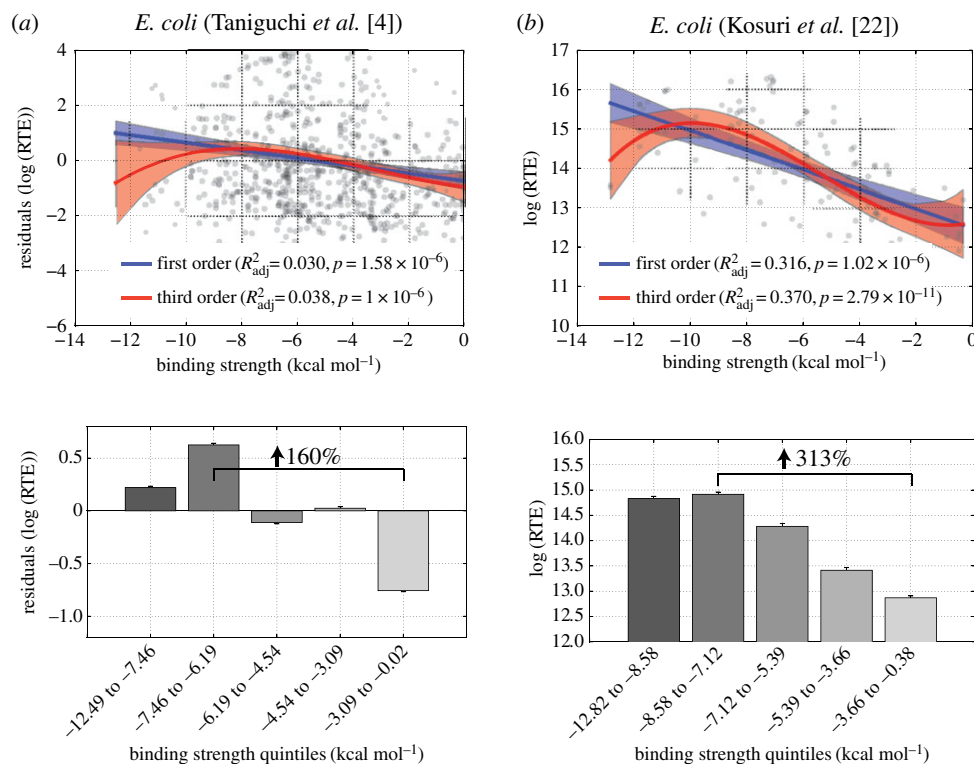 (a) E. coli (Taniguchi et al. [4])
4
2
0
−2
−4
−6
residuals (log (RTE))
first order (R²adj = 0.030, p = 1.58 × 10⁻⁶)
third order (R²adj = 0.038, p = 1 × 10⁻⁶)
−14 −12 −10 −8 −6 −4 −2 0
binding strength (kcal mol⁻¹)
(b) E. coli (Kosuri et al. [22])
17
16
15
14
13
12
11
10
log (RTE)
first order (R²adj = 0.316, p = 1.02 × 10⁻⁶)
third order (R²adj = 0.370, p = 2.79 × 10⁻¹¹)
−14 −12 −10 −8 −6 −4 −2 0
binding strength (kcal mol⁻¹)
0.5
0
−0.5
−1.0
residuals (log (RTE))
160%
−12.49 to −7.46
−7.46 to −6.19
−6.19 to −4.54
−4.54 to −3.09
−3.09 to −0.02
binding strength quintiles (kcal mol⁻¹)
16.0
15.5
15.0
14.5
14.0
13.5
13.0
12.5
12.0
log (RTE)
313%
−12.82 to −8.58
−8.58 to −7.12
−7.12 to −5.39
−5.39 to −3.66
−3.66 to −0.38
binding strength quintiles (kcal mol⁻¹)